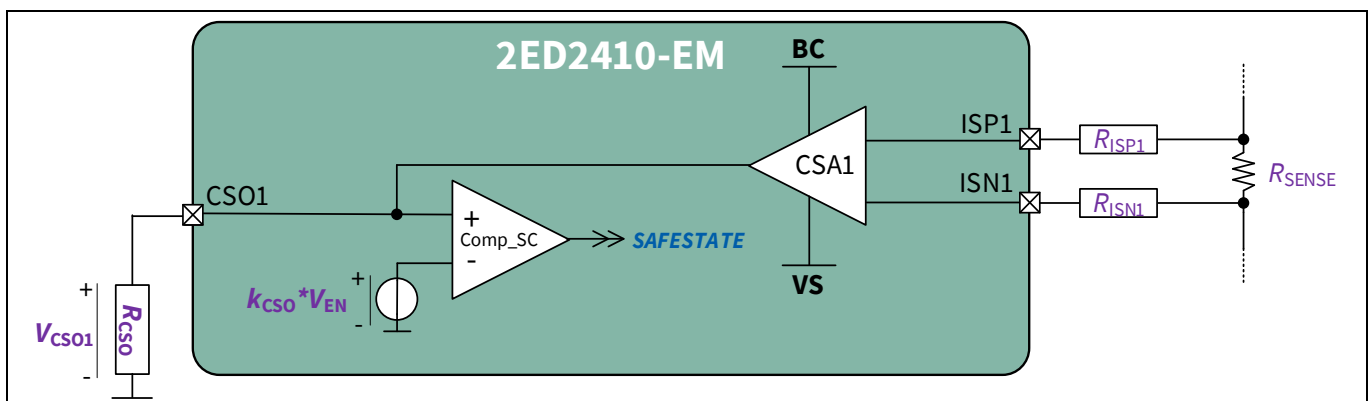 2ED2410-EM
BC
ISP1
RISP1
CSA1
RSENSE
ISN1
RISN1
CSO1
+
Comp_SC
-
SAFESTATE
VS
+
kCSO*VEN
-
+
VCSO1
-
RCSO